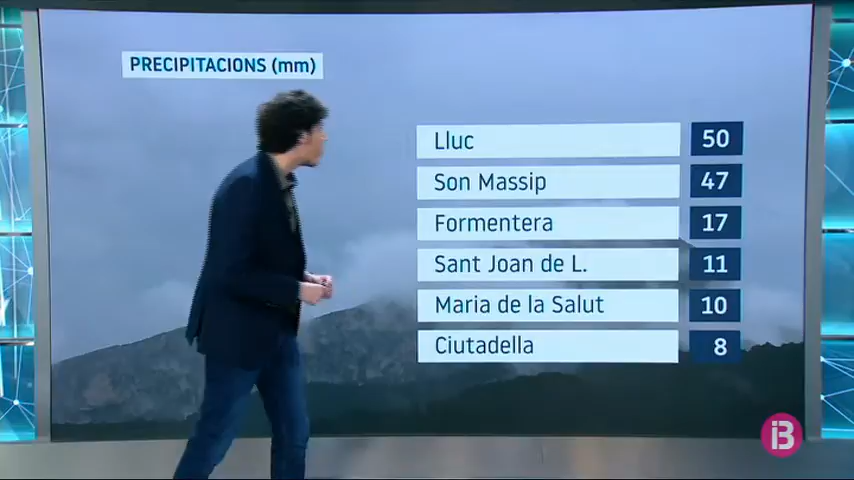 PRECIPITACIONS (mm)
Lluc 50
Son Massip 47
Formentera 17
Sant Joan de L. 11
Maria de la Salut 10
Ciutadella 8
IB